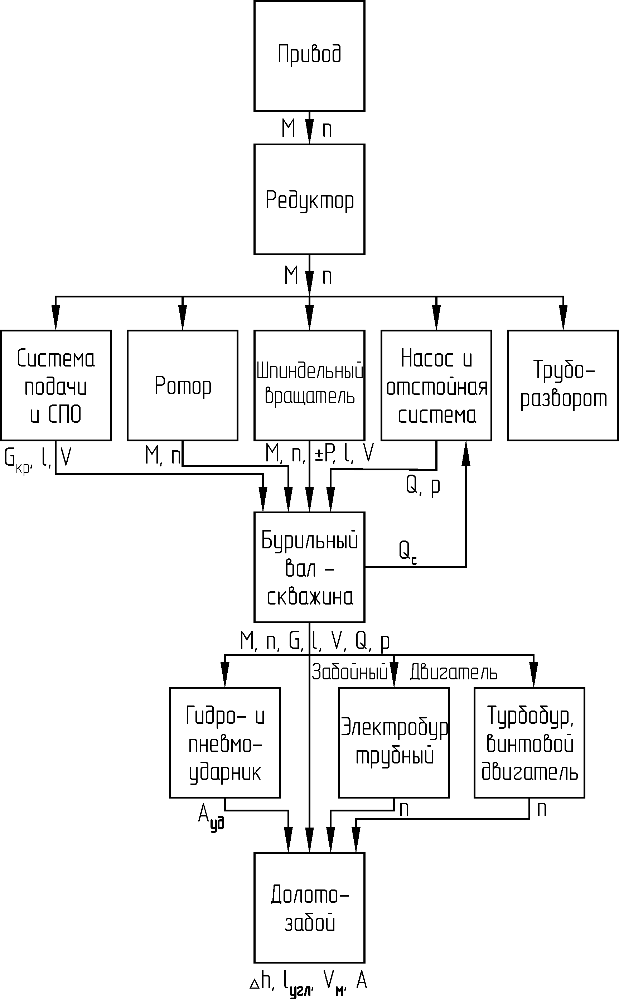 Привод
M n
Редуктор
M n
Система
подачи
и СПО
Ротор
Шпиндельный
вращатель
Насос и
отстойная
система
Трубо-
разворот
Gкр, l, V
M, n
M, n, ±P, l, V
Q, p
Бурильный
вал -
скважина
Qс
M, n, G, l, V, Q, p
Забойный Двигатель
Гидро- и
пневмо-
ударник
Электробур
трубный
Турбобур,
винтовой
двигатель
Aуд
n
n
Долото-
забой
Δh, lугл, Vм, A